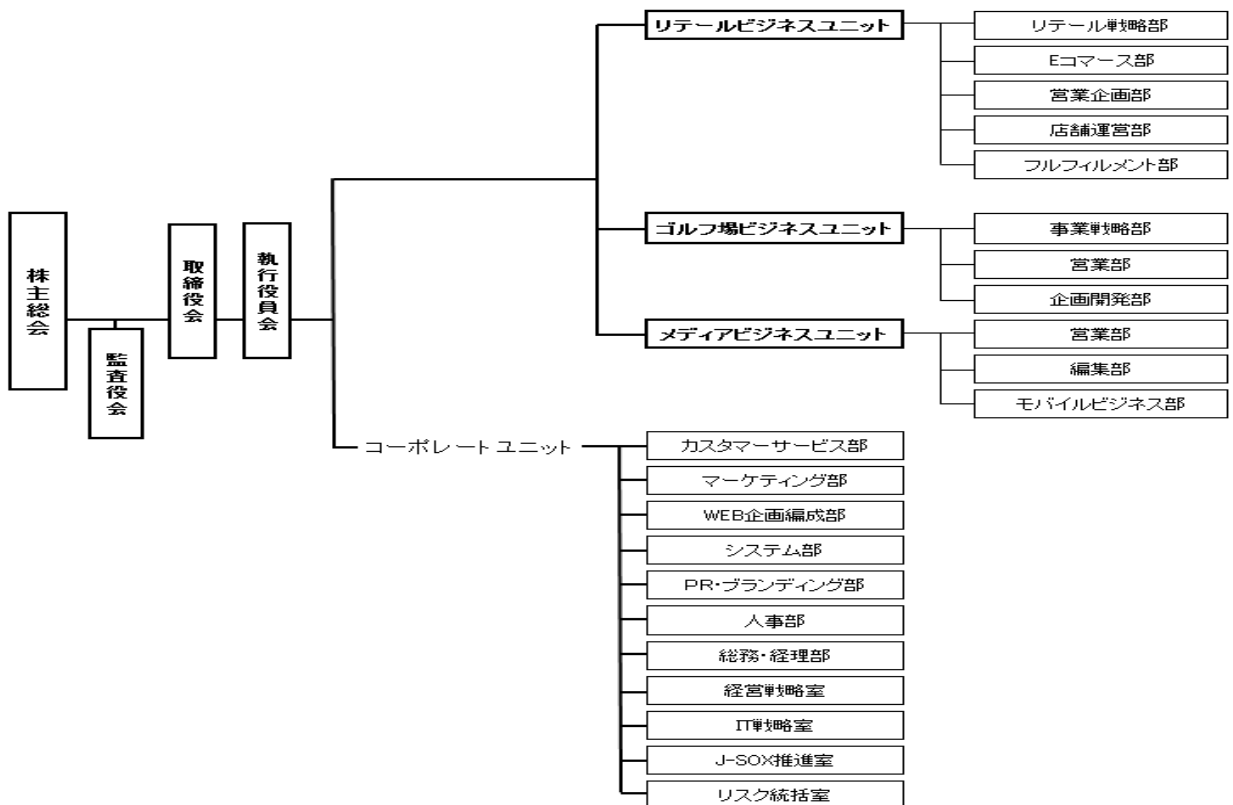 株主総会
監査役会
取締役会
執行役員会
リテールビジネスユニット
リテール戦略部
Eコマース部
営業企画部
店舗運営部
フルフィルメント部
ゴルフ場ビジネスユニット
事業戦略部
営業部
企画開発部
メディアビジネスユニット
営業部
編集部
モバイルビジネス部
コーポレートユニット
カスタマーサービス部
マーケティング部
WEB企画編成部
システム部
PR・ブランディング部
人事部
総務・経理部
経営戦略室
IT戦略室
J-SOX推進室
リスク統括室